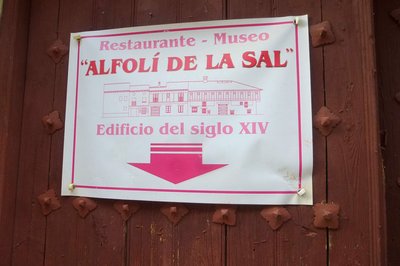 Restaurante - Museo
"ALFOLÍ DE LA SAL"
Edificio del siglo XIV